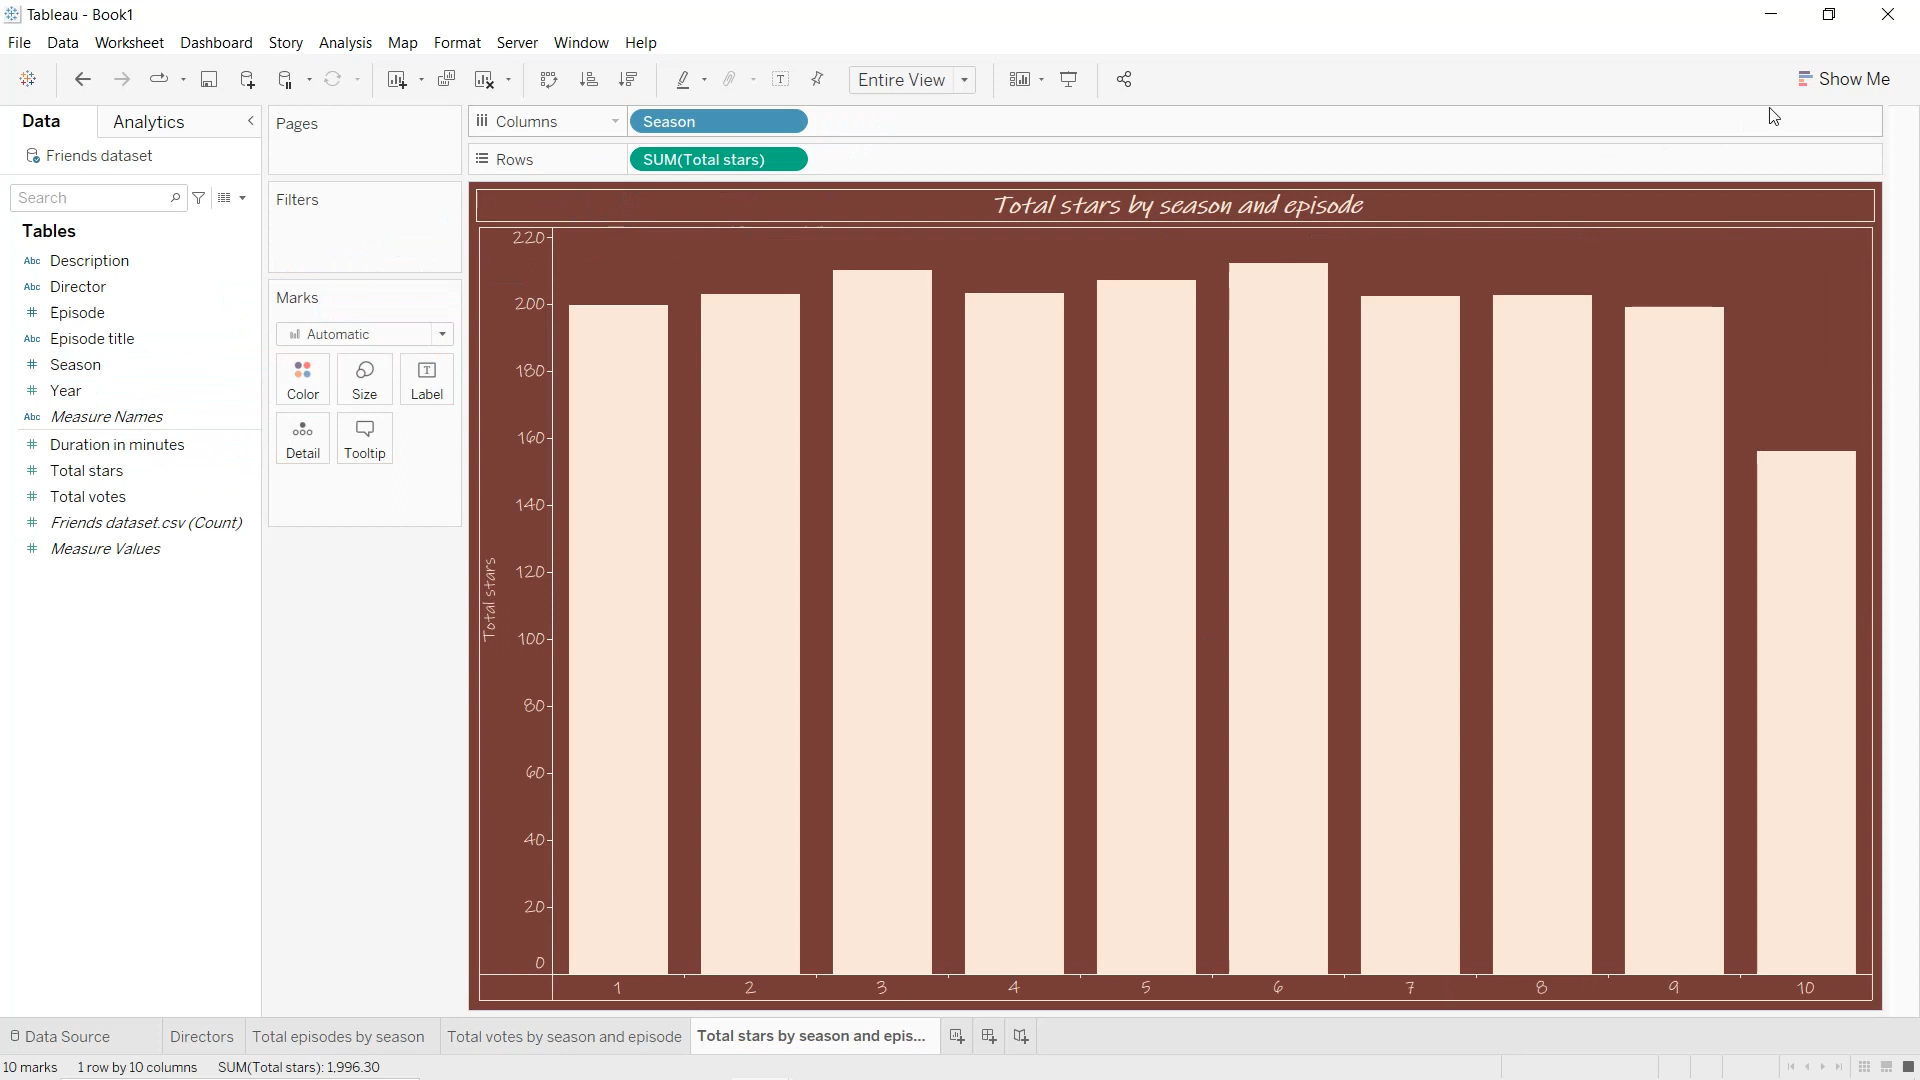 Tableau - Book1
File Data Worksheet Dashboard Story Analysis Map Format Server Window Help
Entire View
Show Me
Data Analytics
Friends dataset
Search
Tables
Abc Description
Abc Director
# Episode
Abc Episode title
# Season
# Year
Abc Measure Names
# Duration in minutes
# Total stars
# Total votes
# Friends dataset.csv (Count)
# Measure Values
Pages
Filters
Marks
Automatic
Color Size T Label
Detail Tooltip
Columns Season
Rows SUM(Total stars)
Total stars by season and episode
Total stars
220
200
180
160
140
120
100
80
60
40
20
0
1 2 3 4 5 6 7 8 9 10
Data Source Directors Total episodes by season Total votes by season and episode Total stars by season and epis...
10 marks 1 row by 10 columns SUM(Total stars): 1,996.30